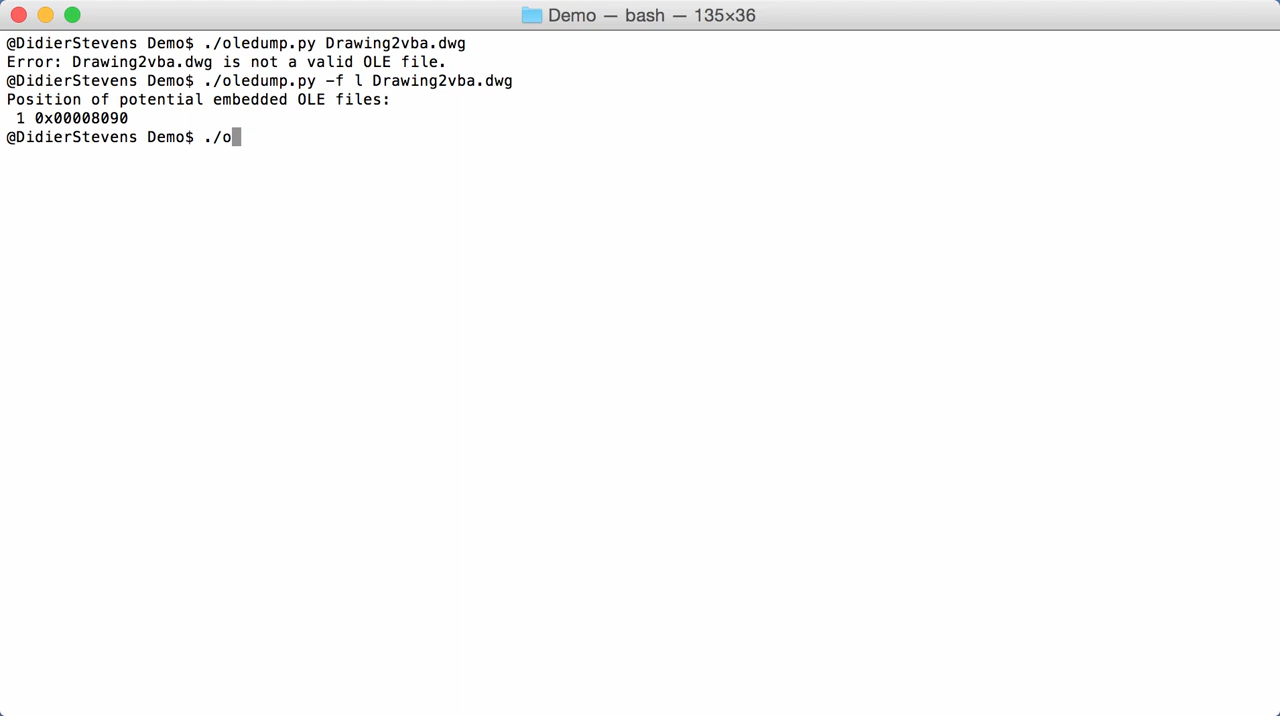 Demo — bash — 135×36
@DidierStevens Demo$ ./oledump.py Drawing2vba.dwg
Error: Drawing2vba.dwg is not a valid OLE file.
@DidierStevens Demo$ ./oledump.py -f l Drawing2vba.dwg
Position of potential embedded OLE files:
 1 0x00008090
@DidierStevens Demo$ ./o